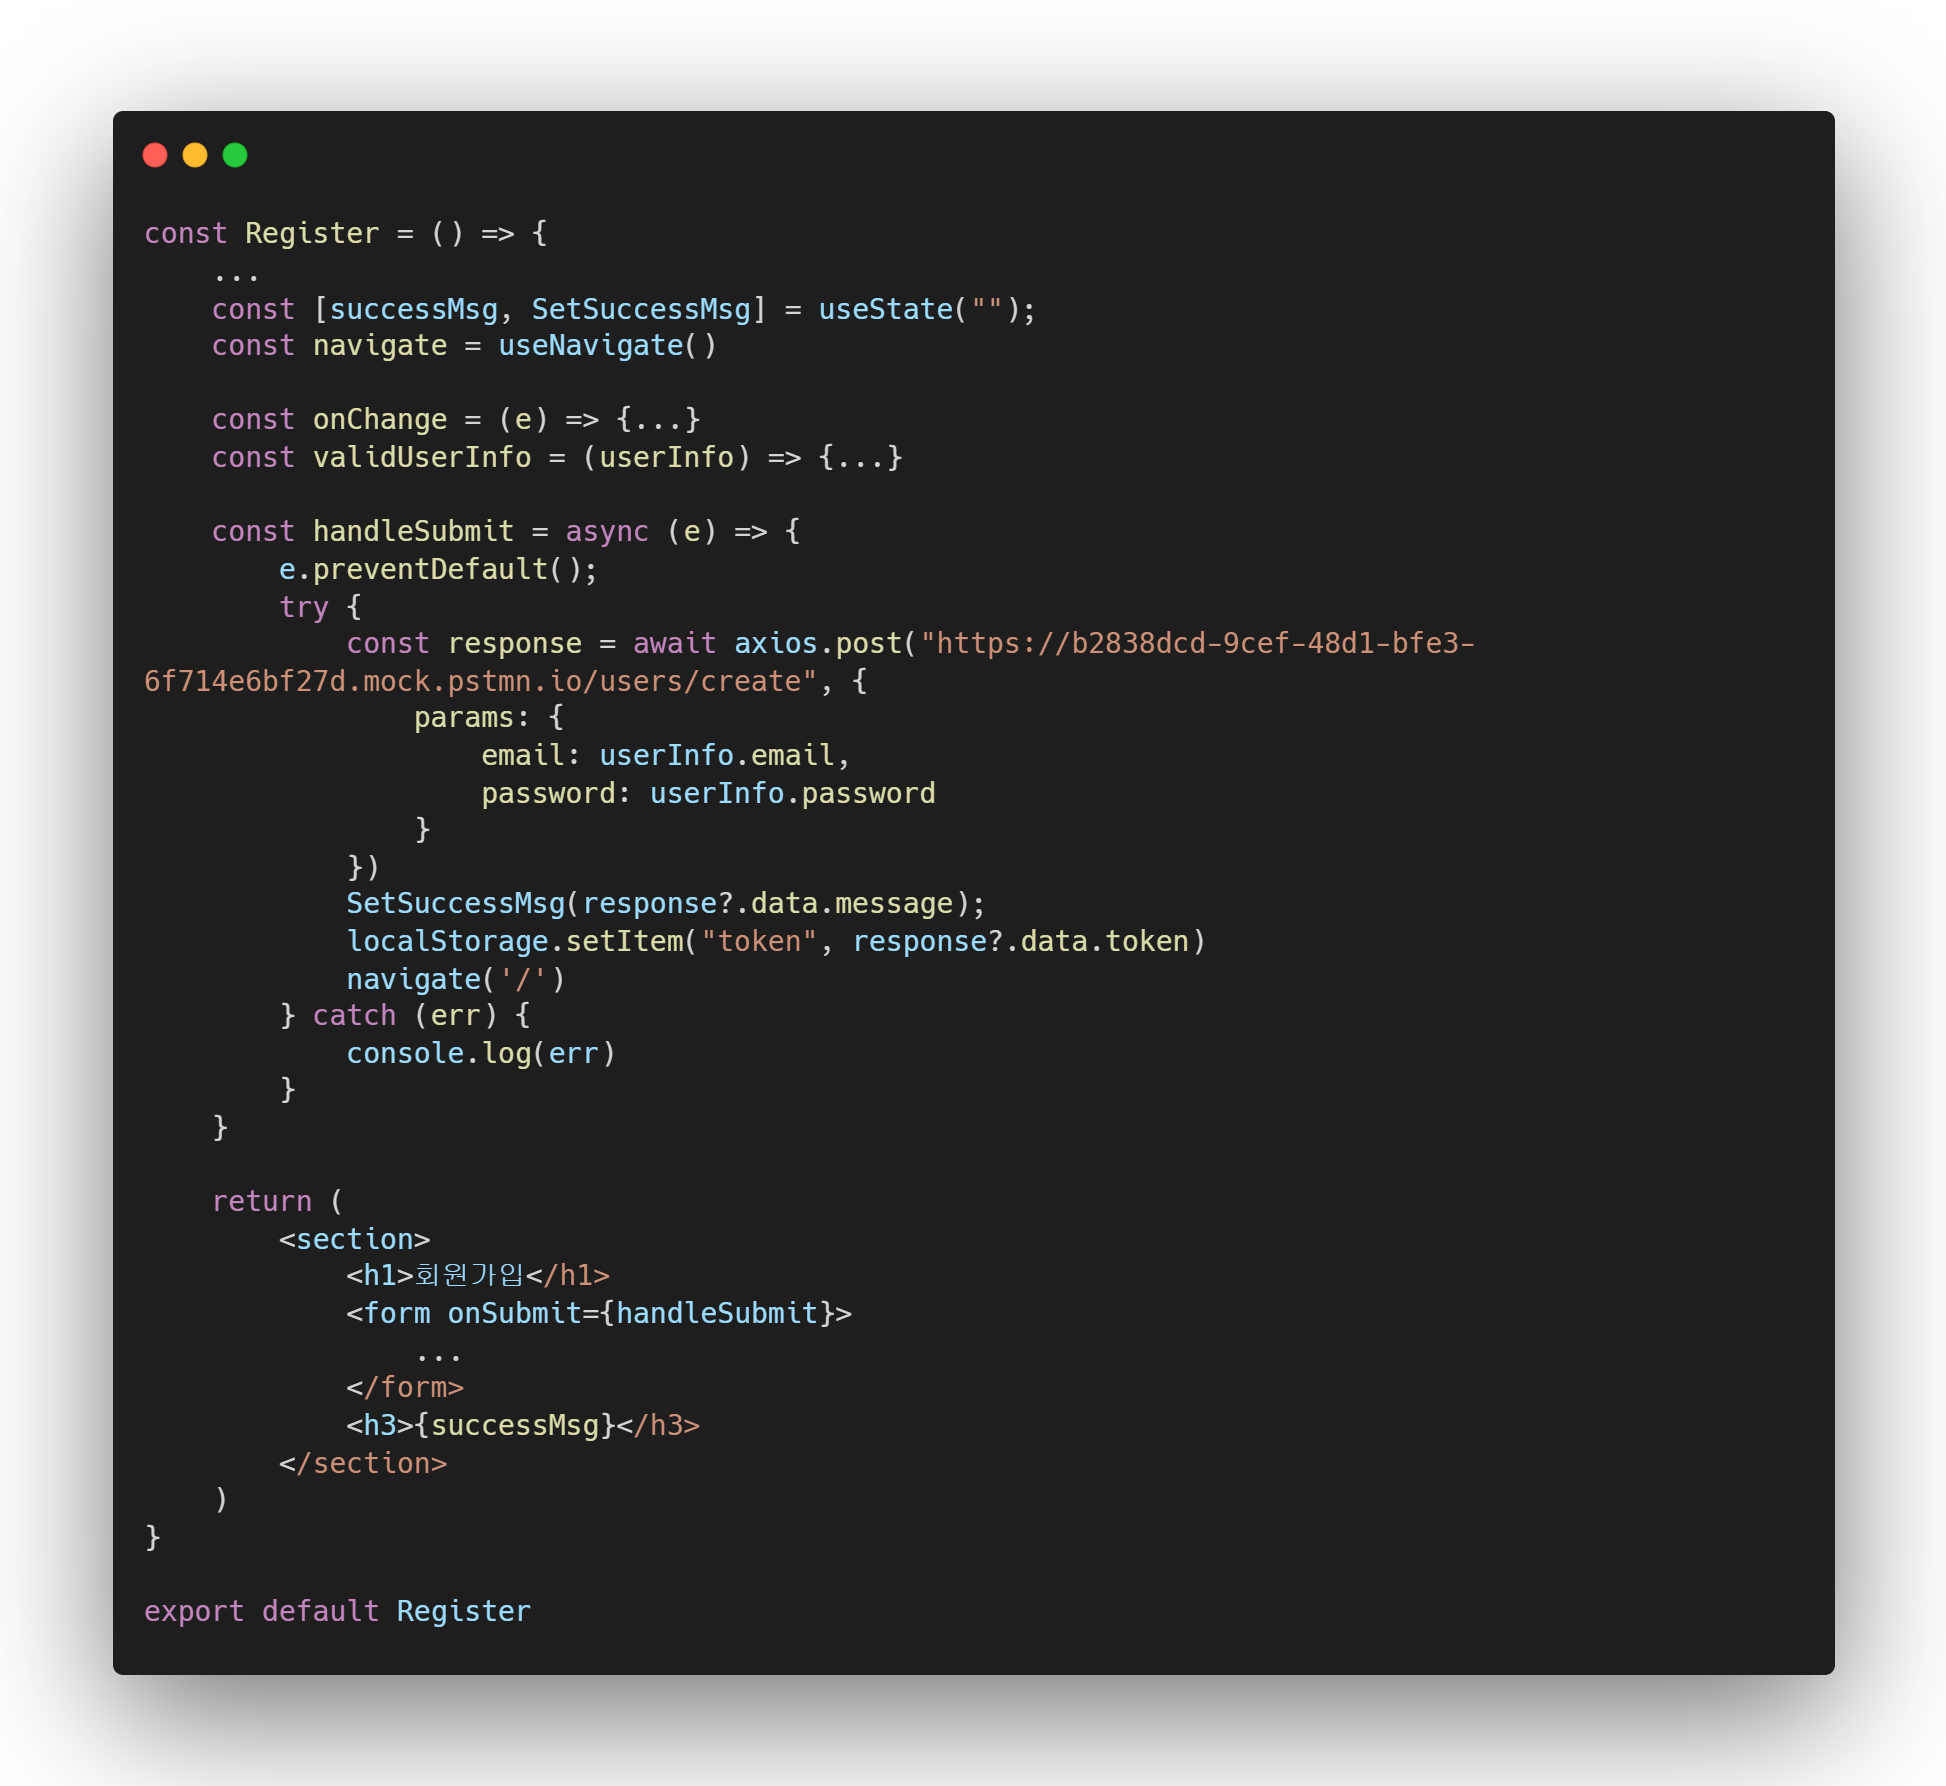 const Register = () => {
    ...
    const [successMsg, SetSuccessMsg] = useState("");
    const navigate = useNavigate()

    const onChange = (e) => {...}
    const validUserInfo = (userInfo) => {...}

    const handleSubmit = async (e) => {
        e.preventDefault();
        try {
            const response = await axios.post("https://b2838dcd-9cef-48d1-bfe3-
6f714e6bf27d.mock.pstmn.io/users/create", {
                params: {
                    email: userInfo.email,
                    password: userInfo.password
                }
            })
            SetSuccessMsg(response?.data.message);
            localStorage.setItem("token", response?.data.token)
            navigate('/')
        } catch (err) {
            console.log(err)
        }
    }

    return (
        <section>
            <h1>회원가입</h1>
            <form onSubmit={handleSubmit}>
                ...
            </form>
            <h3>{successMsg}</h3>
        </section>
    )
}

export default Register